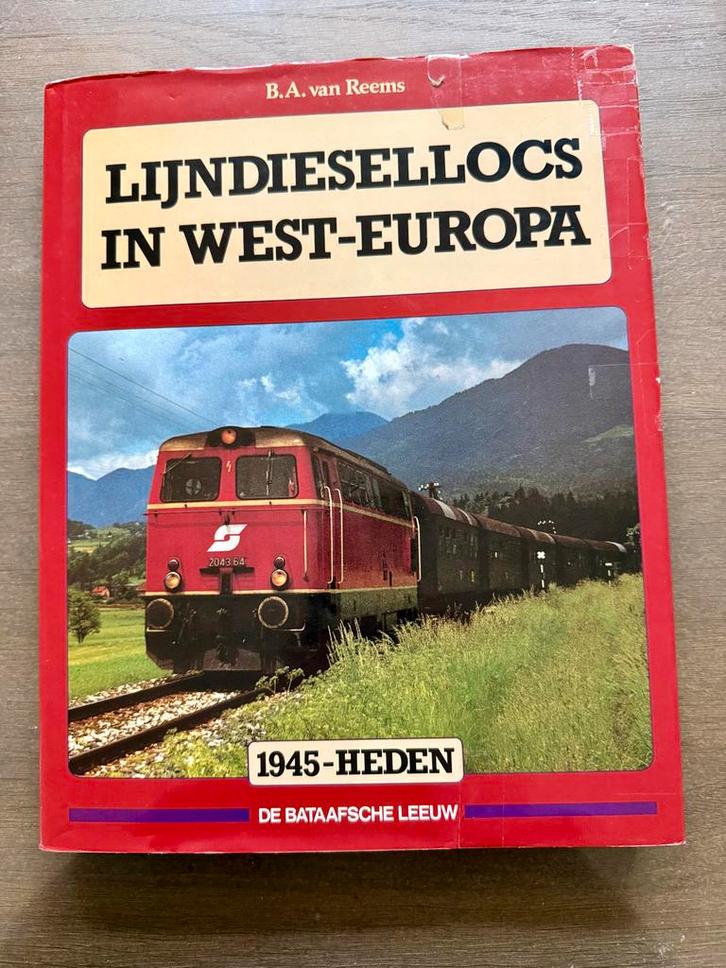 B.A. van Reems
LIJNDIESELLOCS
IN WEST-EUROPA
2043.64
1945-HEDEN
DE BATAAFSCHE LEEUW